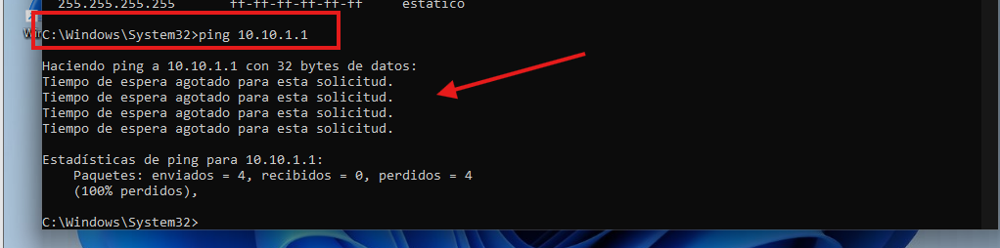 255.255.255.255 ff-ff-ff-ff-ff-ff estático
C:\Windows\System32>ping 10.10.1.1
Haciendo ping a 10.10.1.1 con 32 bytes de datos:
Tiempo de espera agotado para esta solicitud.
Tiempo de espera agotado para esta solicitud.
Tiempo de espera agotado para esta solicitud.
Tiempo de espera agotado para esta solicitud.
Estadísticas de ping para 10.10.1.1:
Paquetes: enviados = 4, recibidos = 0, perdidos = 4
(100% perdidos),
C:\Windows\System32>